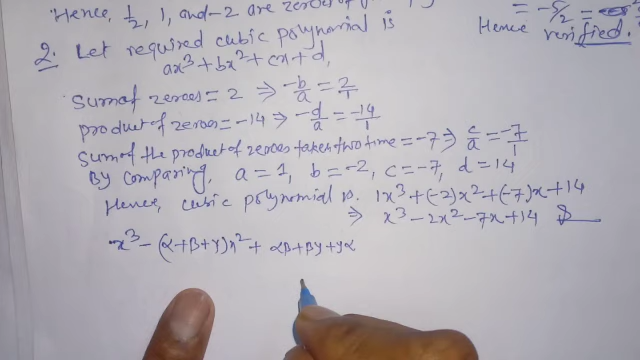 Hence, 1/2, 1, and -2 are zeroes of
= -5/2 =
Hence verified.
2. Let required cubic polynomial is
ax³ + bx² + cx + d,
Sum of zeroes = 2 ⇒ -b/a = 2/1
product of zeroes = -14 ⇒ -d/a = -14/1
Sum of the product of zeroes taken two time = -7 ⇒ c/a = -7/1
By comparing, a = 1, b = -2, c = -7, d = 14
Hence, cubic polynomial is. 1x³ + (-2)x² + (-7)x + 14
⇒ x³ - 2x² - 7x + 14
x³ - (α+β+γ)x² + αβ+βγ+γα